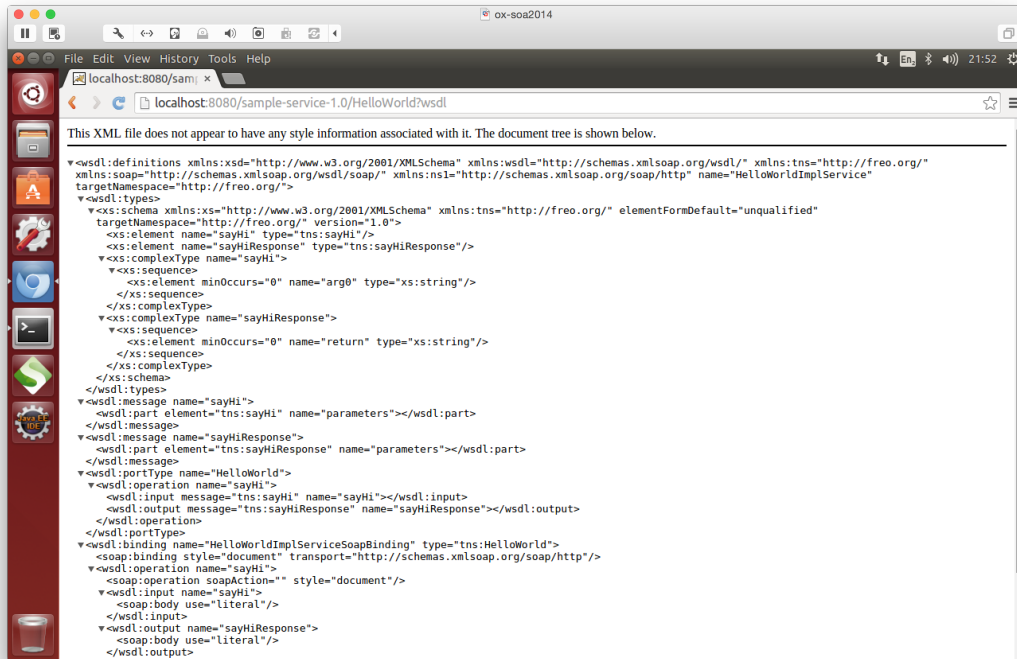 ox-soa2014
File Edit View History Tools Help
En2 21:52
localhost:8080/samp ×
localhost:8080/sample-service-1.0/HelloWorld?wsdl
This XML file does not appear to have any style information associated with it. The document tree is shown below.
▼<wsdl:definitions xmlns:xsd="http://www.w3.org/2001/XMLSchema" xmlns:wsdl="http://schemas.xmlsoap.org/wsdl/" xmlns:tns="http://freo.org/"
xmlns:soap="http://schemas.xmlsoap.org/wsdl/soap/" xmlns:ns1="http://schemas.xmlsoap.org/soap/http" name="HelloWorldImplService"
targetNamespace="http://freo.org/">
▼<wsdl:types>
▼<xs:schema xmlns:xs="http://www.w3.org/2001/XMLSchema" xmlns:tns="http://freo.org/" elementFormDefault="unqualified"
targetNamespace="http://freo.org/" version="1.0">
<xs:element name="sayHi" type="tns:sayHi"/>
<xs:element name="sayHiResponse" type="tns:sayHiResponse"/>
▼<xs:complexType name="sayHi">
▼<xs:sequence>
<xs:element minOccurs="0" name="arg0" type="xs:string"/>
</xs:sequence>
</xs:complexType>
▼<xs:complexType name="sayHiResponse">
▼<xs:sequence>
<xs:element minOccurs="0" name="return" type="xs:string"/>
</xs:sequence>
</xs:complexType>
</xs:schema>
</wsdl:types>
▼<wsdl:message name="sayHi">
<wsdl:part element="tns:sayHi" name="parameters"></wsdl:part>
</wsdl:message>
▼<wsdl:message name="sayHiResponse">
<wsdl:part element="tns:sayHiResponse" name="parameters"></wsdl:part>
</wsdl:message>
▼<wsdl:portType name="HelloWorld">
▼<wsdl:operation name="sayHi">
<wsdl:input message="tns:sayHi" name="sayHi"></wsdl:input>
<wsdl:output message="tns:sayHiResponse" name="sayHiResponse"></wsdl:output>
</wsdl:operation>
</wsdl:portType>
▼<wsdl:binding name="HelloWorldImplServiceSoapBinding" type="tns:HelloWorld">
<soap:binding style="document" transport="http://schemas.xmlsoap.org/soap/http"/>
▼<wsdl:operation name="sayHi">
<soap:operation soapAction="" style="document"/>
▼<wsdl:input name="sayHi">
<soap:body use="literal"/>
</wsdl:input>
▼<wsdl:output name="sayHiResponse">
<soap:body use="literal"/>
</wsdl:output>
Java EE
IDE